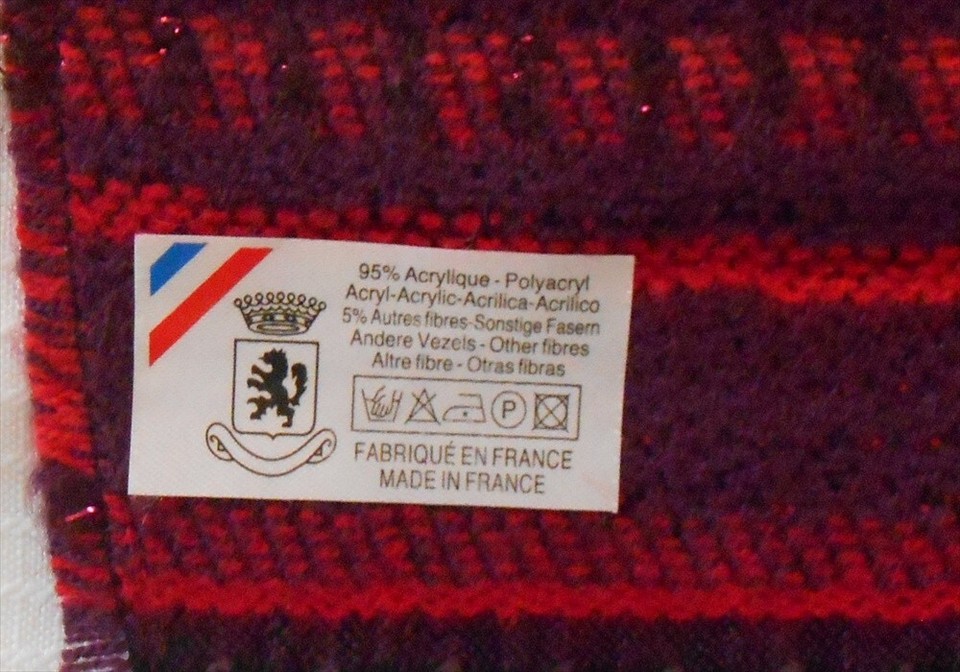 95% Acrylique - Polyacryl
Acryl-Acrylic-Acrilica-Acrilico
5% Autres fibres-Sonstige Fasern
Andere Vezels - Other fibres
Altre fibre - Otras fibras
P
FABRIQUÉ EN FRANCE
MADE IN FRANCE